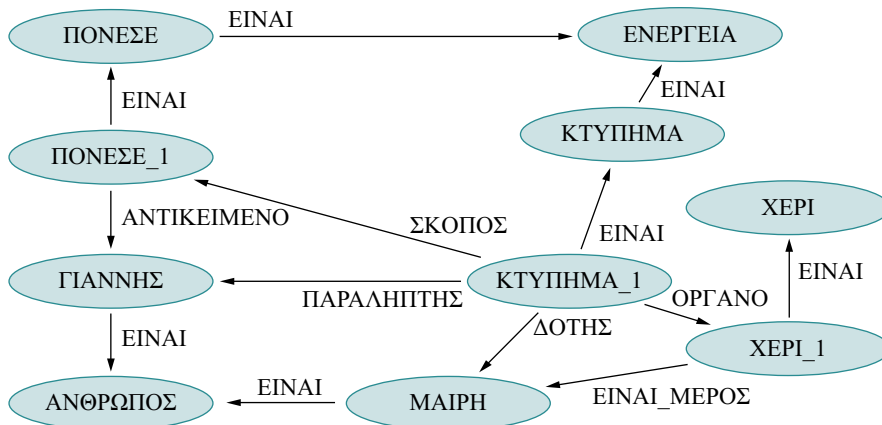 ΕΙΝΑΙ
ΠΟΝΕΣΕ
ΕΝΕΡΓΕΙΑ
ΕΙΝΑΙ
ΕΙΝΑΙ
ΚΤΥΠΗΜΑ
ΠΟΝΕΣΕ_1
ΑΝΤΙΚΕΙΜΕΝΟ
ΣΚΟΠΟΣ
ΕΙΝΑΙ
ΧΕΡΙ
ΕΙΝΑΙ
ΓΙΑΝΝΗΣ
ΠΑΡΑΛΗΠΤΗΣ
ΚΤΥΠΗΜΑ_1
ΟΡΓΑΝΟ
ΔΟΤΗΣ
ΕΙΝΑΙ
ΧΕΡΙ_1
ΕΙΝΑΙ
ΕΙΝΑΙ_ΜΕΡΟΣ
ΑΝΘΡΩΠΟΣ
ΜΑΙΡΗ